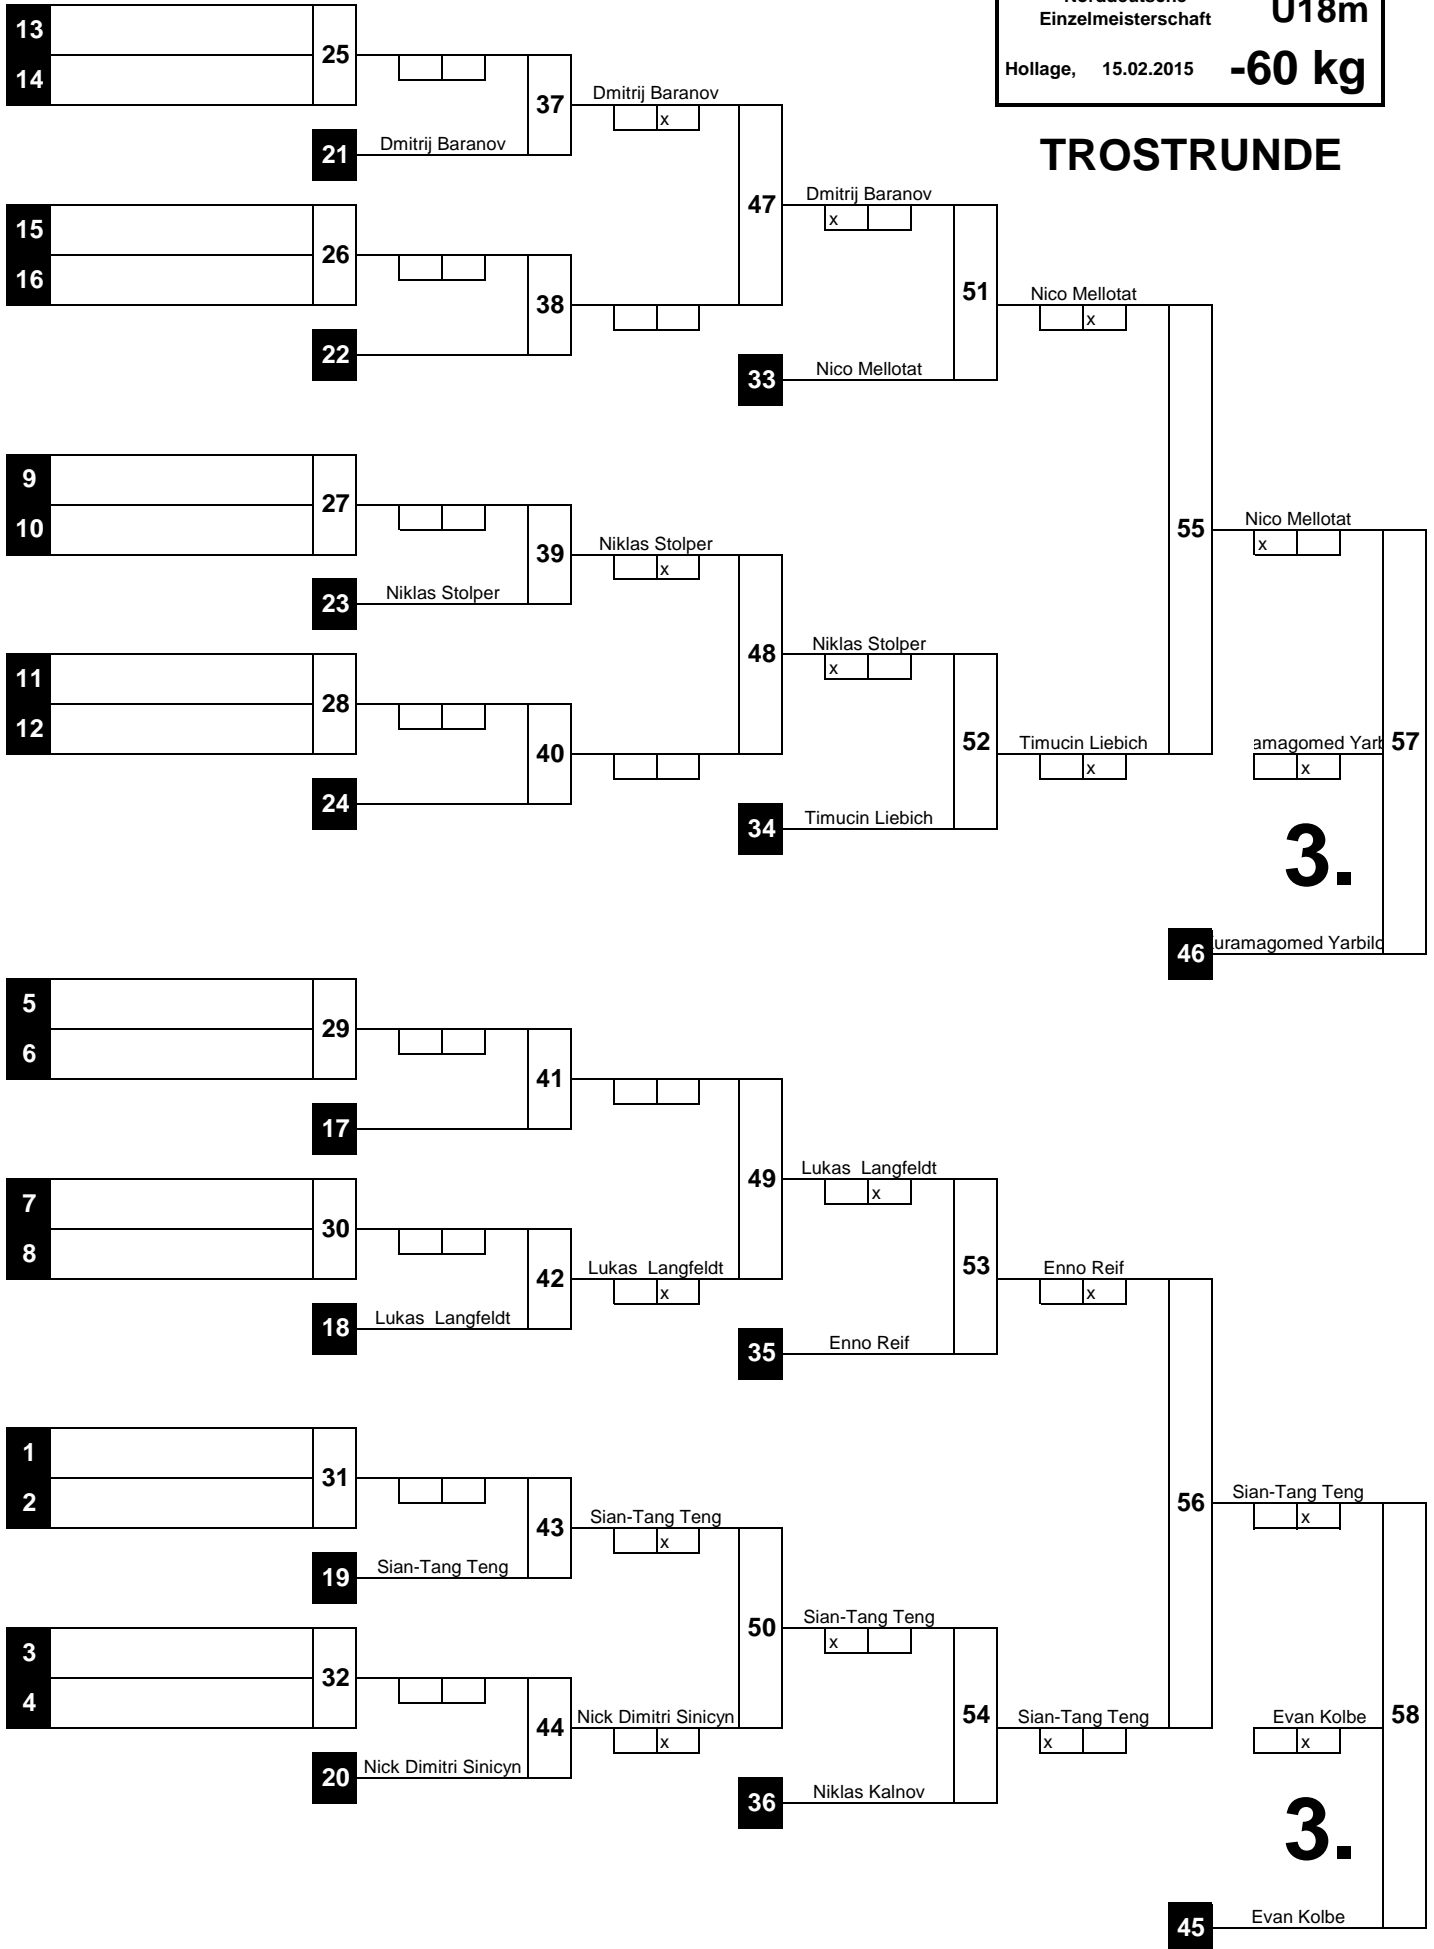 Einzelmeisterschaft U18m
Hollage, 15.02.2015 -60 kg
TROSTRUNDE
13
25
14
37
Dmitrij Baranov
x
21 Dmitrij Baranov
47
Dmitrij Baranov
x
15
26
16
38
22
51
Nico Mellotat
x
33 Nico Mellotat
9
27
10
39
Niklas Stolper
x
23 Niklas Stolper
48
Niklas Stolper
x
11
28
12
40
24
52
Timucin Liebich
x
34 Timucin Liebich
55
Nico Mellotat
x
57
x
3.
46
5
29
6
41
17
49
Lukas Langfeldt
x
7
30
8
42
Lukas Langfeldt
x
18 Lukas Langfeldt
53
Enno Reif
x
35 Enno Reif
1
31
2
43
Sian-Tang Teng
x
19 Sian-Tang Teng
50
Sian-Tang Teng
x
3
32
4
44
Nick Dimitri Sinicyn
x
20 Nick Dimitri Sinicyn
54
Sian-Tang Teng
x
36 Niklas Kalnov
56
Sian-Tang Teng
x
Evan Kolbe
x
58
3.
45 Evan Kolbe